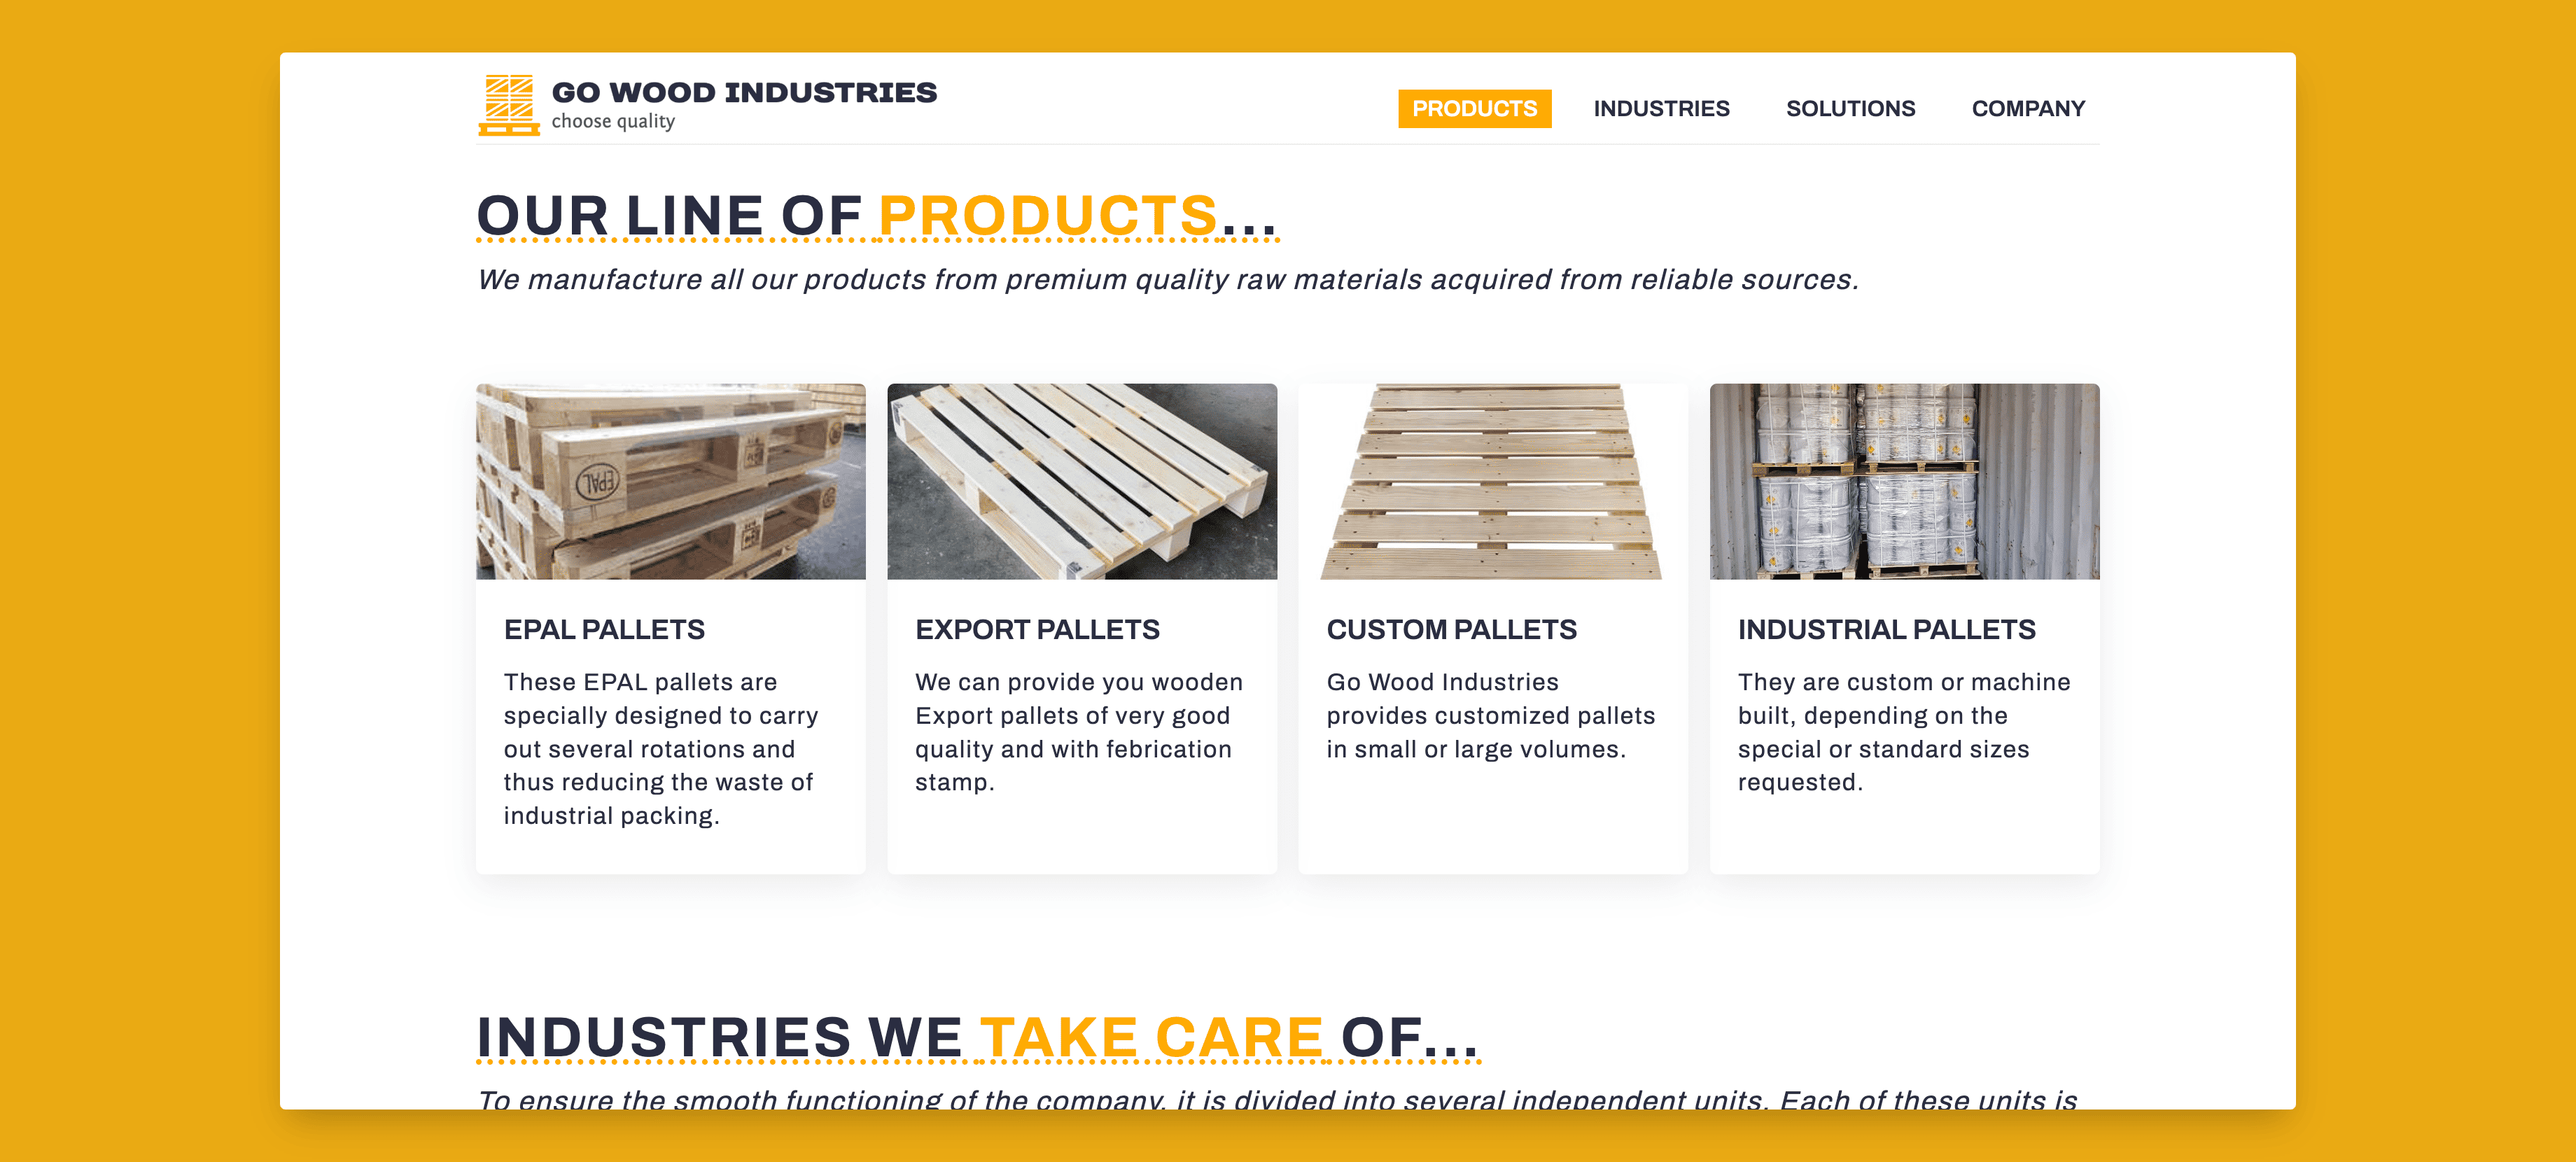 GO WOOD INDUSTRIES
choose quality
PRODUCTS INDUSTRIES SOLUTIONS COMPANY
OUR LINE OF PRODUCTS...
We manufacture all our products from premium quality raw materials acquired from reliable sources.
EPAL
EPAL PALLETS
These EPAL pallets are
specially designed to carry
out several rotations and
thus reducing the waste of
industrial packing.
EXPORT PALLETS
We can provide you wooden
Export pallets of very good
quality and with febrication
stamp.
CUSTOM PALLETS
Go Wood Industries
provides customized pallets
in small or large volumes.
INDUSTRIAL PALLETS
They are custom or machine
built, depending on the
special or standard sizes
requested.
INDUSTRIES WE TAKE CARE OF...
To ensure the smooth functioning of the company, it is divided into several independent units. Each of these units is